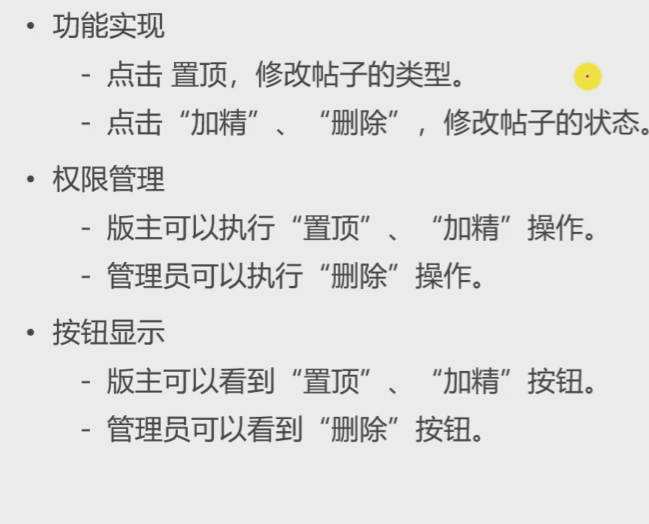 • 功能实现
- 点击 置顶，修改帖子的类型。
- 点击“加精”、“删除”，修改帖子的状态。
• 权限管理
- 版主可以执行“置顶”、“加精”操作。
- 管理员可以执行“删除”操作。
• 按钮显示
- 版主可以看到“置顶”、“加精”按钮。
- 管理员可以看到“删除”按钮。